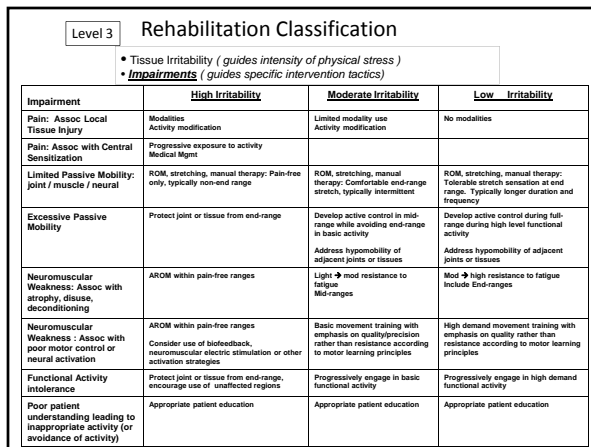 Level 3
Rehabilitation Classification
• Tissue Irritability ( guides intensity of physical stress )
• Impairments ( guides specific intervention tactics)
Impairment
High Irritability
Moderate Irritability
Low Irritability
Pain: Assoc Local
Tissue Injury
Modalities
Activity modification
Limited modality use
Activity modification
No modalities
Pain: Assoc with Central
Sensitization
Progressive exposure to activity
Medical Mgmt
Limited Passive Mobility:
joint / muscle / neural
ROM, stretching, manual therapy: Pain-free
only, typically non-end range
ROM, stretching, manual
therapy: Comfortable end-range
stretch, typically intermittent
ROM, stretching, manual therapy:
Tolerable stretch sensation at end
range. Typically longer duration and
frequency
Excessive Passive
Mobility
Protect joint or tissue from end-range
Develop active control in mid-
range while avoiding end-range
in basic activity
Address hypomobility of
adjacent joints or tissues
Develop active control during full-
range during high level functional
activity
Address hypomobility of adjacent
joints or tissues
Neuromuscular
Weakness: Assoc with
atrophy, disuse,
deconditioning
AROM within pain-free ranges
Light → mod resistance to
fatigue
Mid-ranges
Mod → high resistance to fatigue
Include End-ranges
Neuromuscular
Weakness : Assoc with
poor motor control or
neural activation
AROM within pain-free ranges
Consider use of biofeedback,
neuromuscular electric stimulation or other
activation strategies
Basic movement training with
emphasis on quality/precision
rather than resistance according
to motor learning principles
High demand movement training with
emphasis on quality rather than
resistance according to motor learning
principles
Functional Activity
intolerance
Protect joint or tissue from end-range,
encourage use of unaffected regions
Progressively engage in basic
functional activity
Progressively engage in high demand
functional activity
Poor patient
understanding leading to
inappropriate activity (or
avoidance of activity)
Appropriate patient education
Appropriate patient education
Appropriate patient education